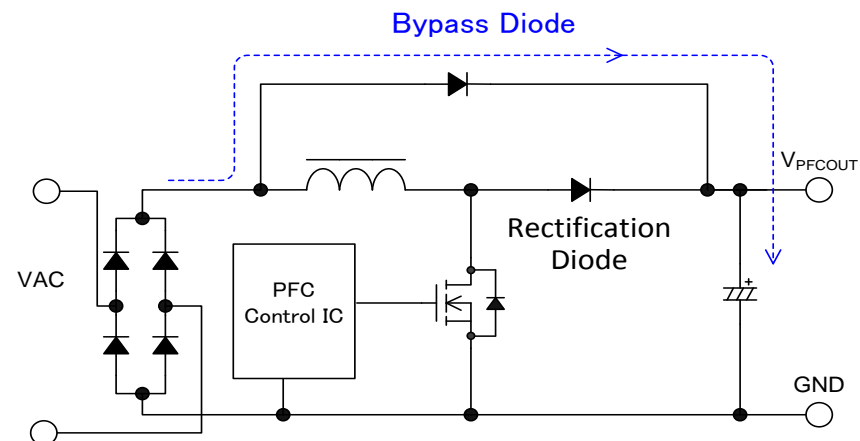 Bypass Diode
VPFCOUT
Rectification
Diode
VAC
PFC
Control IC
+
GND